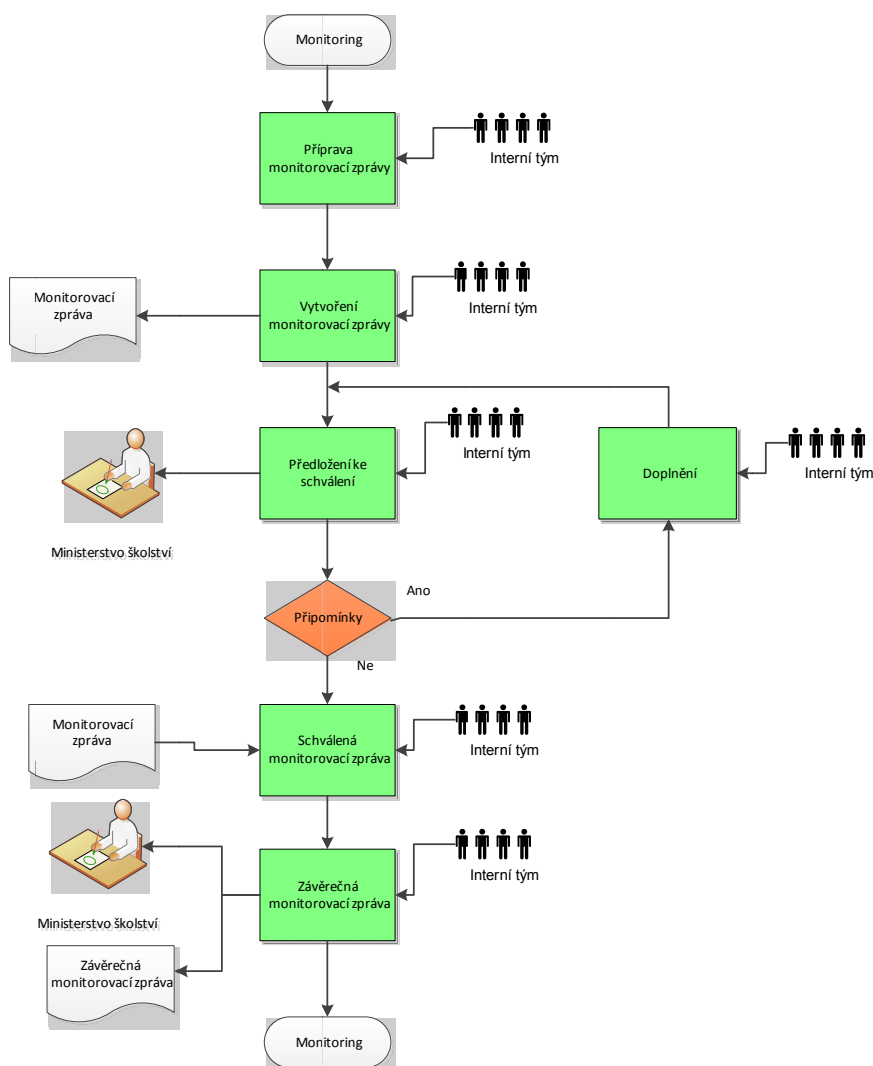 Monitoring
Příprava
monitorovací zprávy
Interní tým
Monitorovací
zpráva
Vytvoření
monitorovací zprávy
Interní tým
Předložení ke
schválení
Interní tým
Doplnění
Interní tým
Ministerstvo školství
Připomínky
Ano
Ne
Monitorovací
zpráva
Schválená
monitorovací zpráva
Interní tým
Závěrečná
monitorovací zpráva
Interní tým
Ministerstvo školství
Závěrečná
monitorovací zpráva
Monitoring